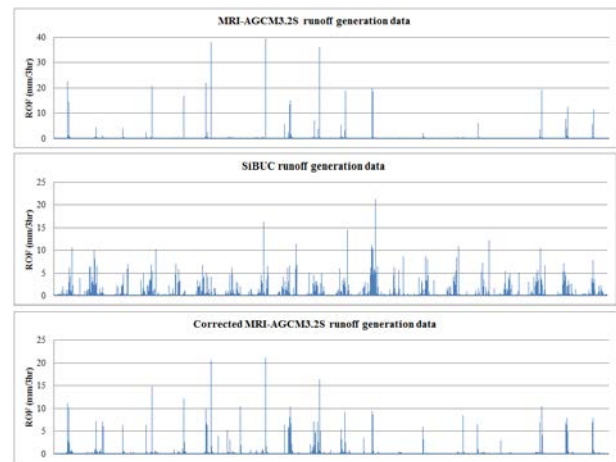 MRI-AGCM3.2S runoff generation data
ROF (mm/3hr)
40
30
20
10
0
SiBUC runoff generation data
ROF (mm/3hr)
25
20
15
10
5
0
Corrected MRI-AGCM3.2S runoff generation data
ROF (mm/3hr)
25
20
15
10
5
0